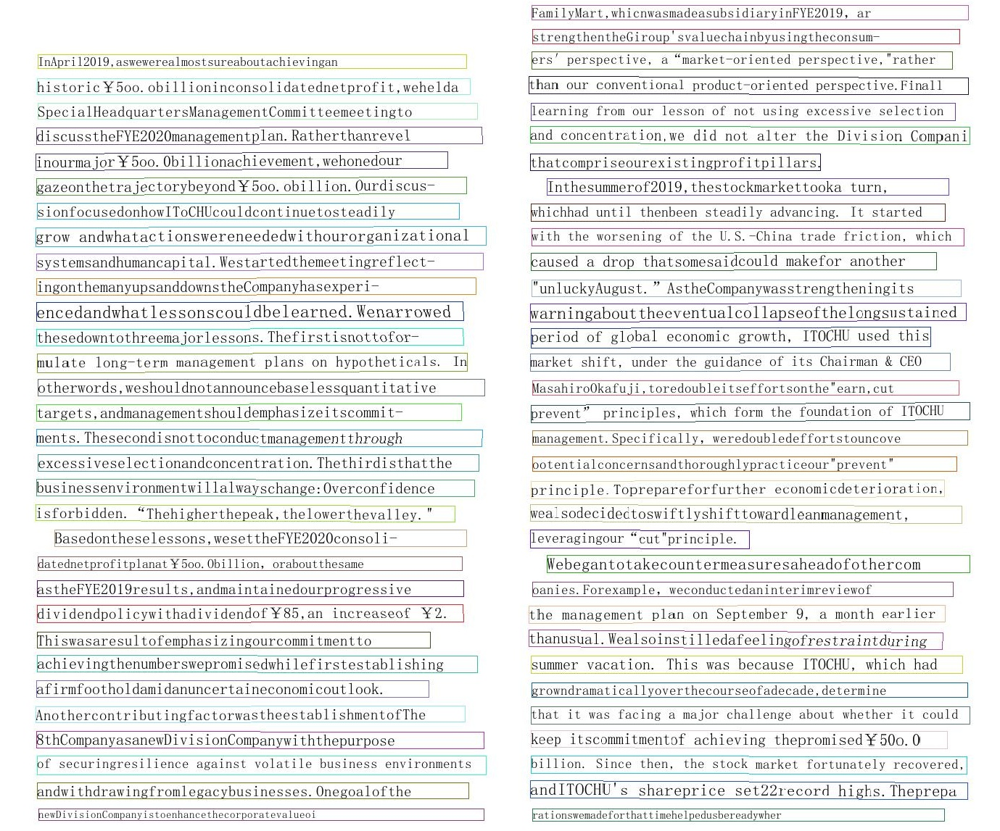 InApril2019,aswewerealmostsureaboutachievingan
historic¥5oo.obillioninconsolidatednetprofit,wehelda
SpecialHeadquartersManagementCommitteemeetingto
discusstheFYE2020managementplan.Ratherthanrevel
inourmajor¥5oo.0billionachievement,wehonedour
gazeonthetrajectorybeyond¥5oo.obillion.Ourdiscus-
sionfocusedonhowIToCHUcouldcontinuetosteadily
grow andwhatactionswereneededwithourorganizational
systemsandhumancapital.Westartedthemeetingreflect-
ingonthemanyupsanddownstheCompanyhasexperi-
encedandwhatlessonscouldbelearned.Wenarrowed
thesedowntothreemajorlessons.Thefirstisnottofor-
mulate long-term management plans on hypotheticals. In
otherwords,weshouldnotannouncebaselessquantitative
targets,andmanagementshouldemphasizeitscommit-
ments.Thesecondisnottoconductmanagementthrough
excessiveselectionandconcentration.Thethirdisthatthe
businessenvironmentwillalwayschange:Overconfidence
isforbidden. “Thehigherthepeak,thelowerthevalley."
Basedontheselessons,wesettheFYE2020consoli-
datednetprofitplanat¥5oo.0billion, oraboutthesame
astheFYE2019results,andmaintainedourprogressive
dividendpolicywithadividendof¥85,an increaseof ¥2.
Thiswasaresultofemphasizingourcommitmentto
achievingthenumberswepromisedwhilefirstestablishing
afirmfootholdamidanuncertaineconomicoutlook.
AnothercontributingfactorwastheestablishmentofThe
8thCompanyasanewDivisionCompanywiththepurpose
of securingresilience against volatile business environments
andwithdrawingfromlegacybusinesses.Onegoalofthe
newDivisionCompanyistoenhancethecorporatevalueoi
FamilyMart,whicnwasmadeasubsidiaryinFYE2019, ar
strengthentheGiroup'svaluechainbyusingtheconsum-
ers′ perspective, a “market-oriented perspective,"rather
than our conventional product-oriented perspective.Finall
learning from our lesson of not using excessive selection
and concentration,we did not alter the Division Compani
thatcompriseourexistingprofitpillars.
Inthesummerof2019,thestockmarkettooka turn,
whichhad until thenbeen steadily advancing. It started
with the worsening of the U.S.-China trade friction, which
caused a drop thatsomesaidcould makefor another
"unluckyAugust.” AstheCompanywasstrengtheningits
warningabouttheeventualcollapseofthelongsustained
period of global economic growth, ITOCHU used this
market shift, under the guidance of its Chairman & CEO
MasahiroOkafuji,toredoubleitseffortsonthe"earn,cut
prevent” principles, which form the foundation of ITOCHU
management.Specifically, weredoubledeffortstouncove
ootentialconcernsandthoroughlypracticeour"prevent"
principle.Toprepareforfurther economicdeterioration,
wealsodecidedtoswiftlyshifttowardleanmanagement,
leveragingour “cut"principle.
Webegantotakecountermeasuresaheadofothercom
oanies.Forexample, weconductedaninterimreviewof
the management plan on September 9, a month earlier
thanusual.Wealsoinstilledafeelingofrestraintduring
summer vacation. This was because ITOCHU, which had
growndramaticallyoverthecourseofadecade,determine
that it was facing a major challenge about whether it could
keep itscommitmentof achieving thepromised¥50o.0
billion. Since then, the stock market fortunately recovered,
andITOCHU's shareprice set22record highs.Theprepa
rationswemadeforthattimehelpedusbereadywher